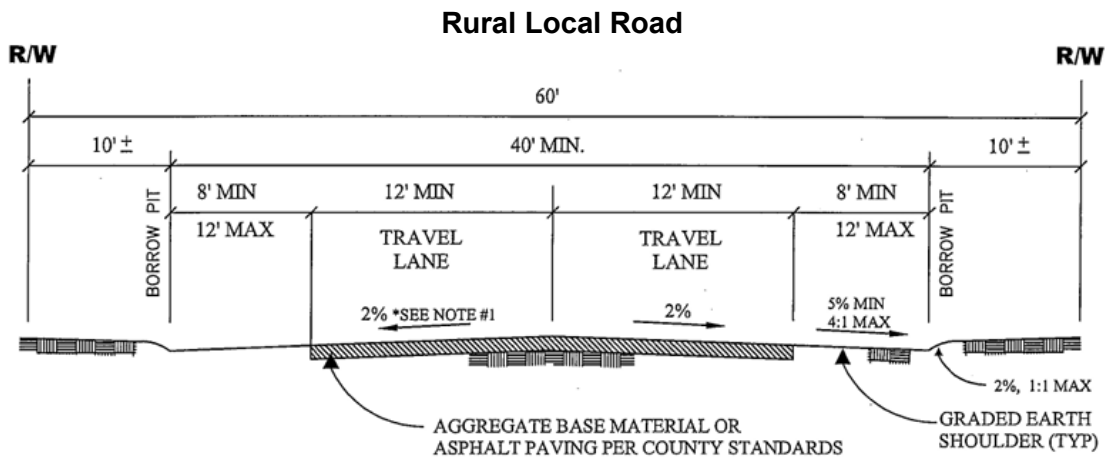 Rural Local Road
R/W
R/W
60'
10' ±
40' MIN.
10' ±
BORROW PIT
8' MIN
12' MIN
12' MIN
8' MIN
BORROW PIT
12' MAX
TRAVEL
LANE
TRAVEL
LANE
12' MAX
2% *SEE NOTE #1
2%
5% MIN
4:1 MAX
2%, 1:1 MAX
AGGREGATE BASE MATERIAL OR
ASPHALT PAVING PER COUNTY STANDARDS
GRADED EARTH
SHOULDER (TYP)